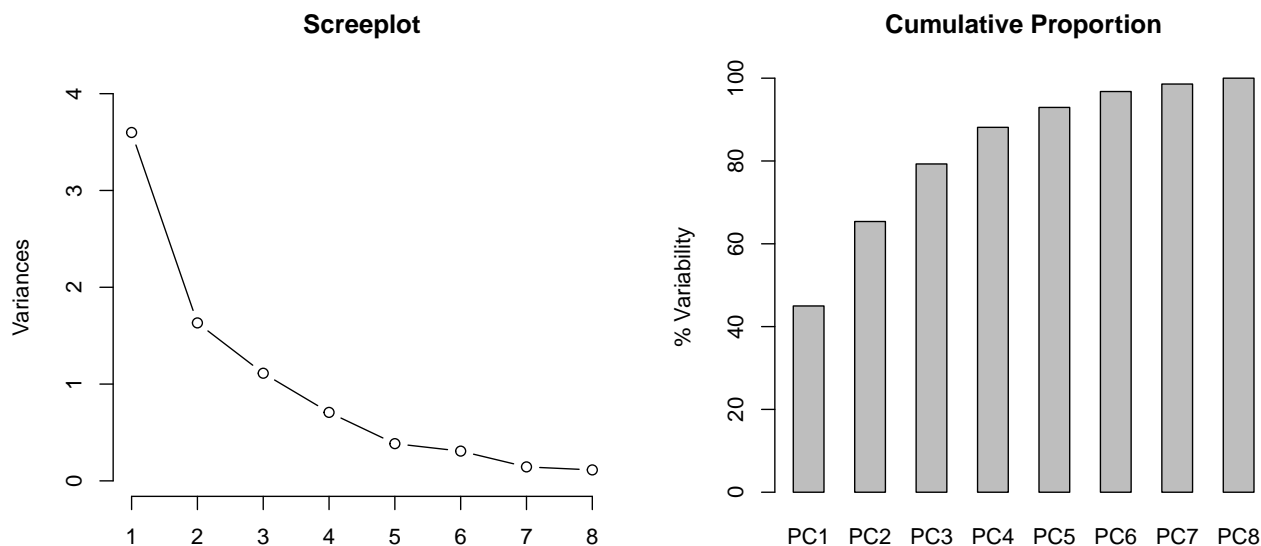 Screeplot
Variances
4
3
2
1
0
1 2 3 4 5 6 7 8
Cumulative Proportion
% Variability
100
80
60
40
20
0
PC1 PC2 PC3 PC4 PC5 PC6 PC7 PC8